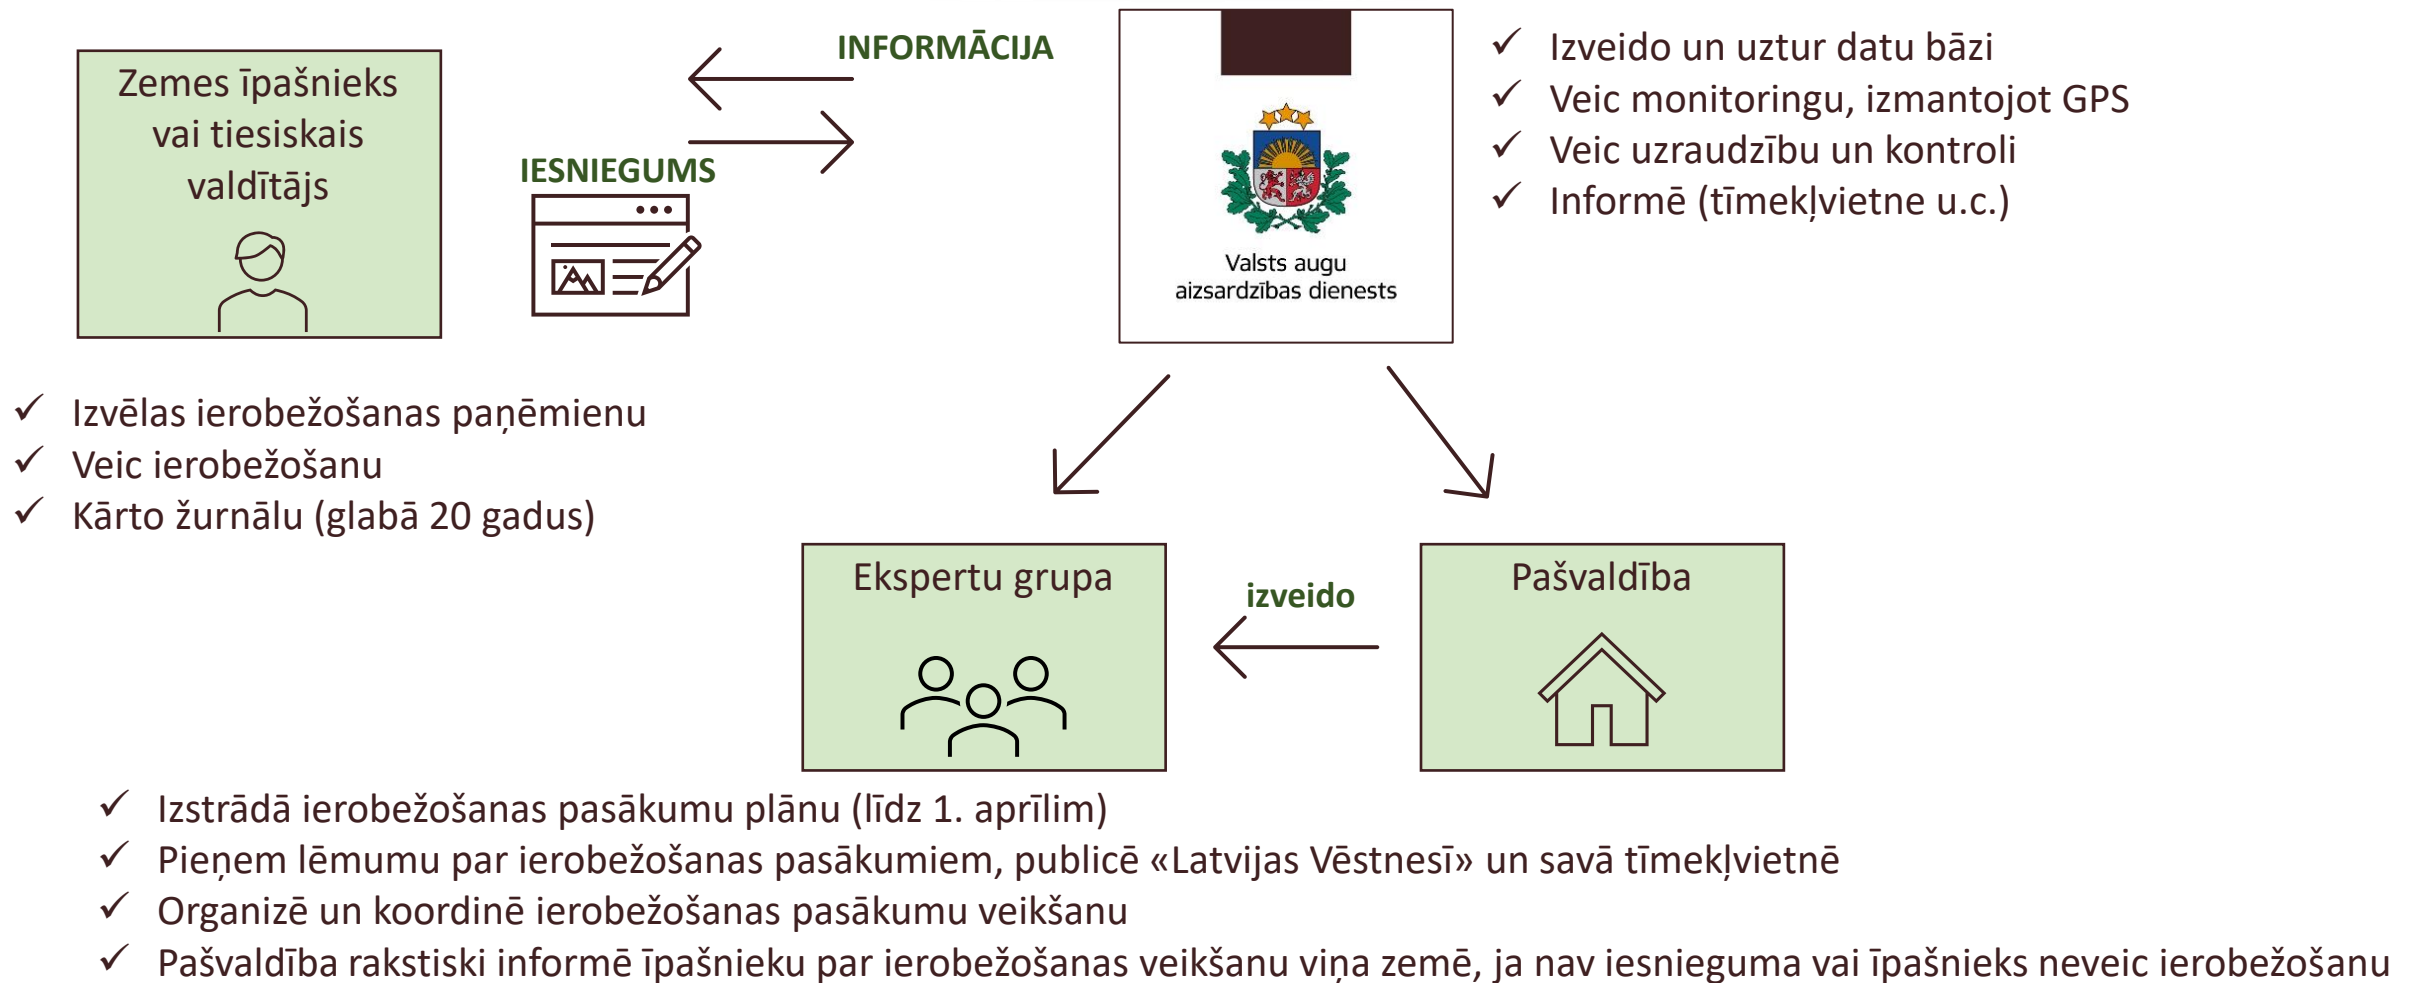 Zemes īpašnieks
vai tiesiskais
valdītājs
INFORMĀCIJA
IESNIEGUMS
Valsts augu
aizsardzības dienests
✓ Izveido un uztur datu bāzi
✓ Veic monitoringu, izmantojot GPS
✓ Veic uzraudzību un kontroli
✓ Informē (tīmekļvietne u.c.)
✓ Izvēlas ierobežošanas paņēmienu
✓ Veic ierobežošanu
✓ Kārto žurnālu (glabā 20 gadus)
Ekspertu grupa
izveido
Pašvaldība
✓ Izstrādā ierobežošanas pasākumu plānu (līdz 1. aprīlim)
✓ Pieņem lēmumu par ierobežošanas pasākumiem, publicē «Latvijas Vēstnesī» un savā tīmekļvietnē
✓ Organizē un koordinē ierobežošanas pasākumu veikšanu
✓ Pašvaldība rakstiski informē īpašnieku par ierobežošanas veikšanu viņa zemē, ja nav iesnieguma vai īpašnieks neveic ierobežošanu